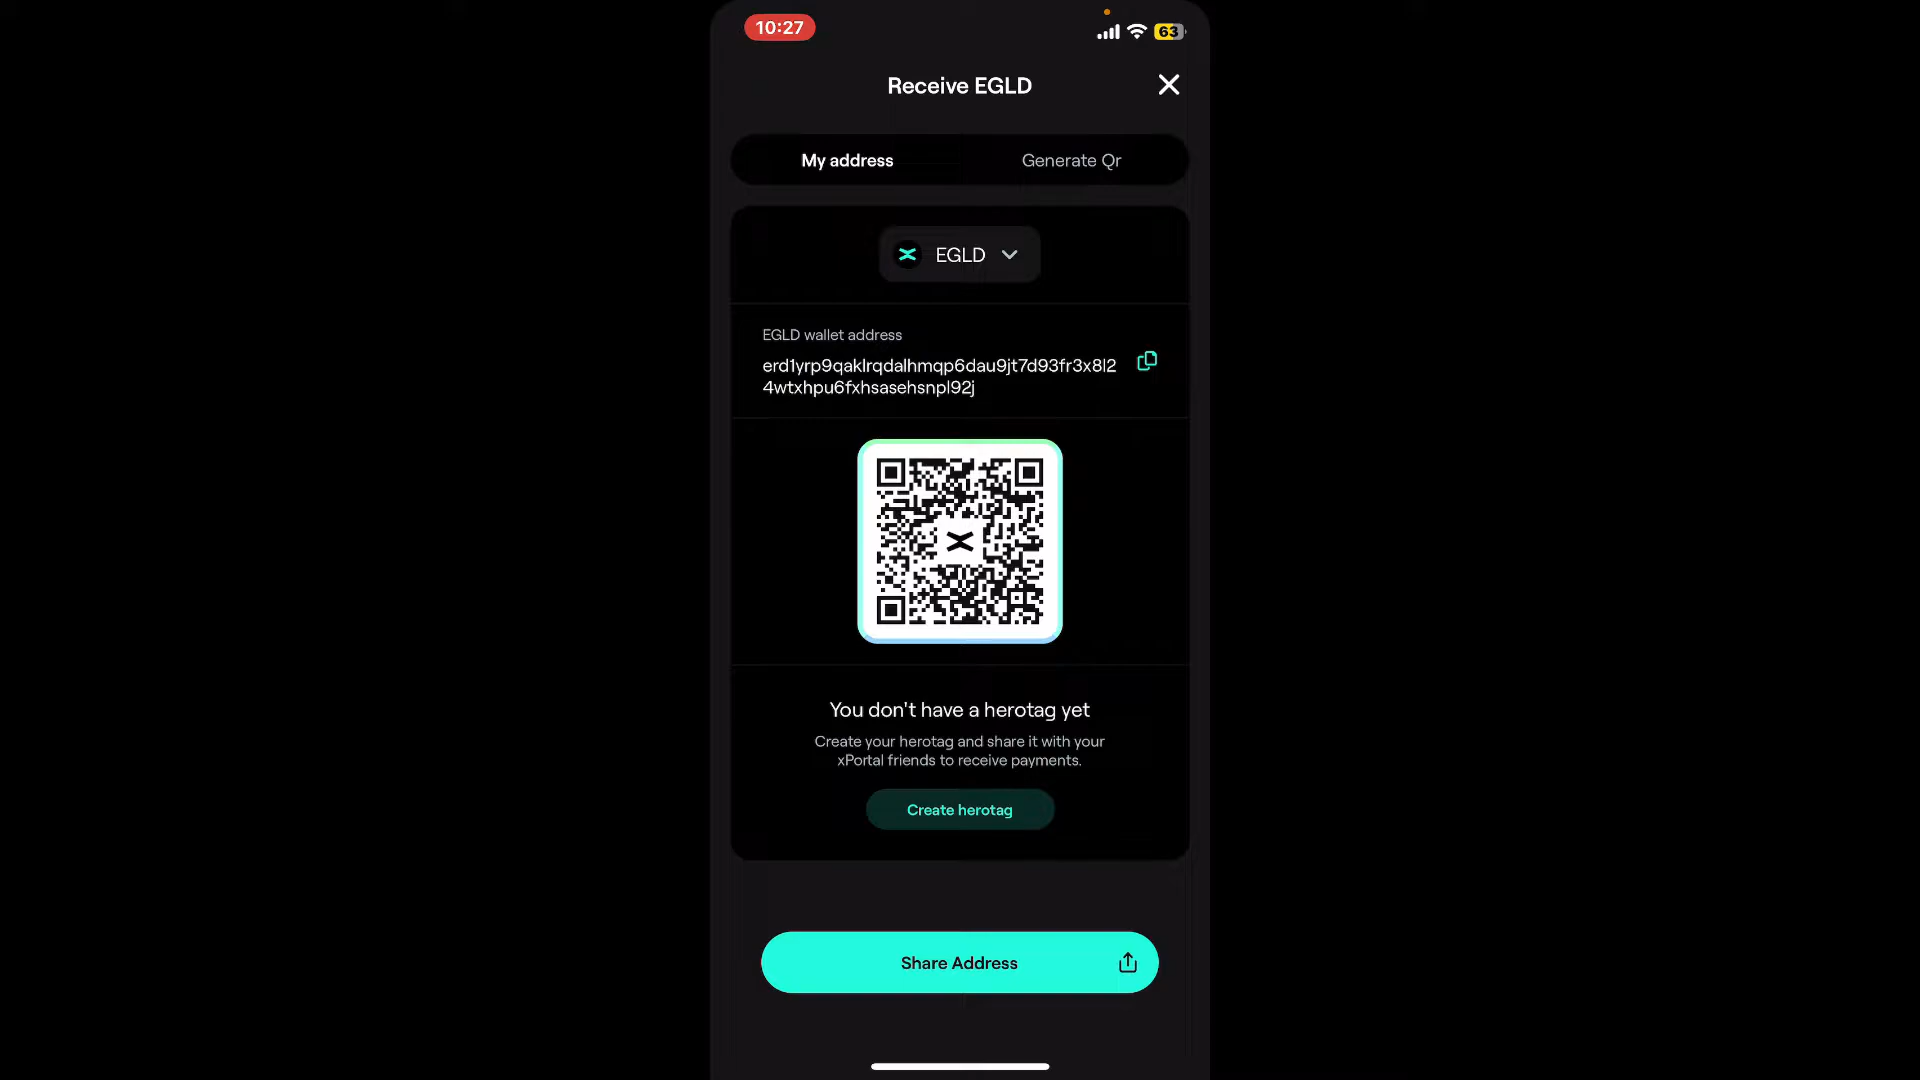 10:27
63
Receive EGLD
My address
Generate Qr
EGLD
EGLD wallet address
erd1yrp9qaklrqdalhmqp6dau9jt7d93fr3x8l2
4wtxhpu6fxhsasehsnpl92j
You don't have a herotag yet
Create your herotag and share it with your
xPortal friends to receive payments.
Create herotag
Share Address